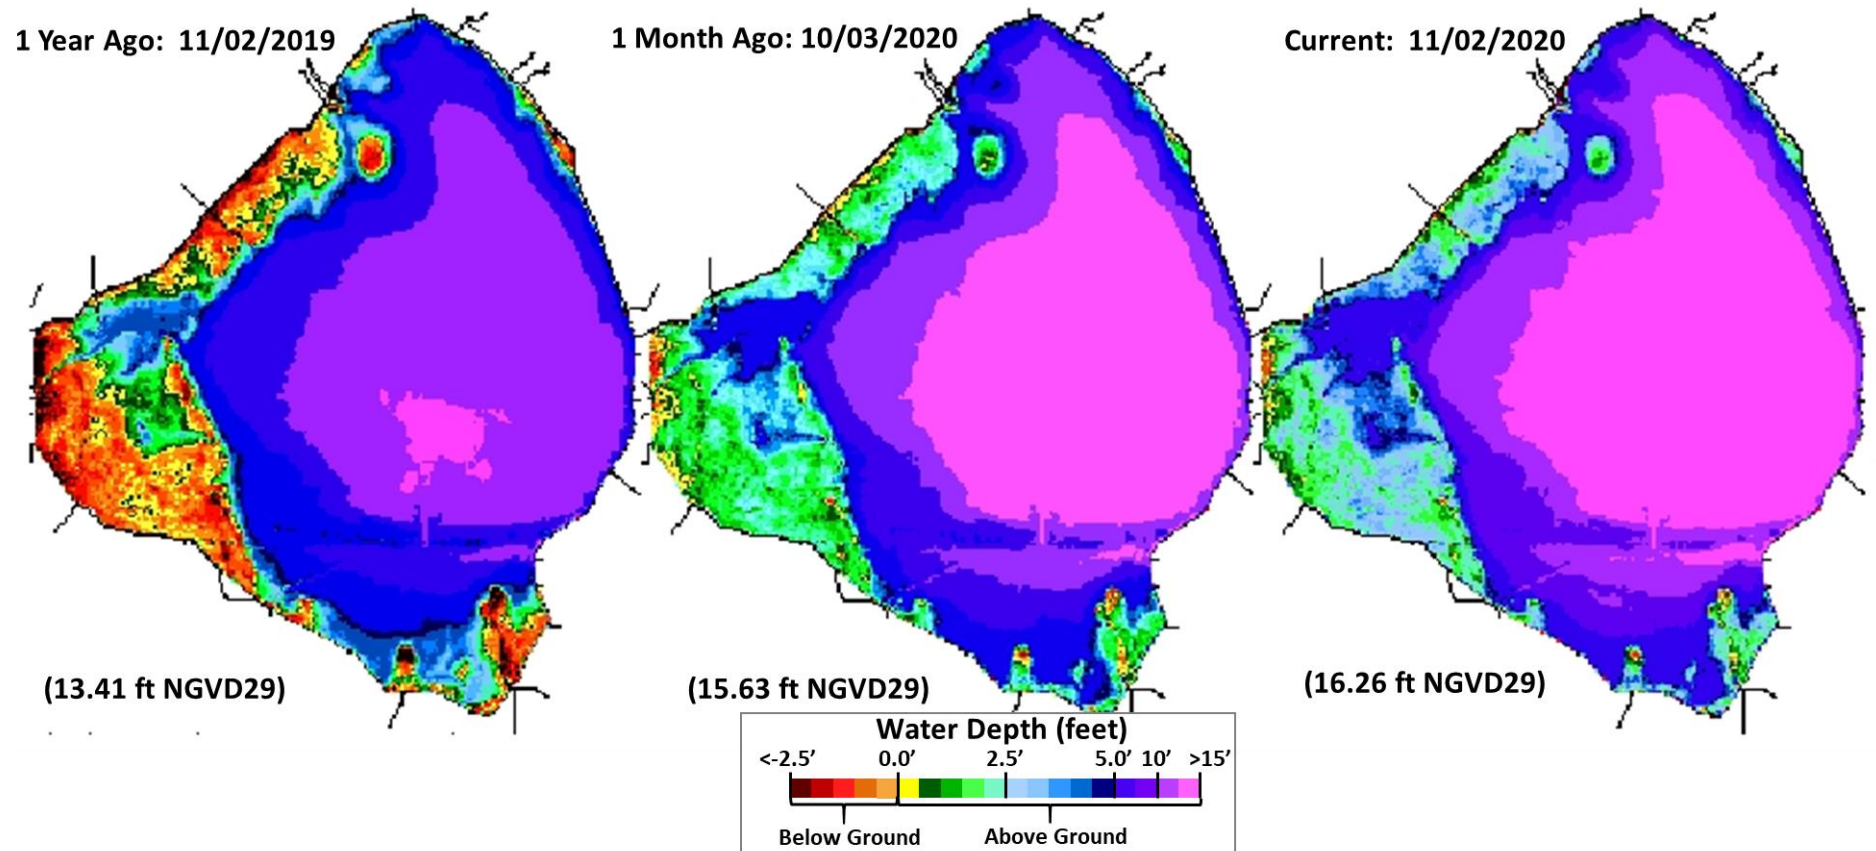 1 Year Ago: 11/02/2019
1 Month Ago: 10/03/2020
Current: 11/02/2020
(13.41 ft NGVD29)
(15.63 ft NGVD29)
(16.26 ft NGVD29)
Water Depth (feet)
<-2.5’ 0.0’ 2.5’ 5.0’ 10’ >15’
Below Ground Above Ground